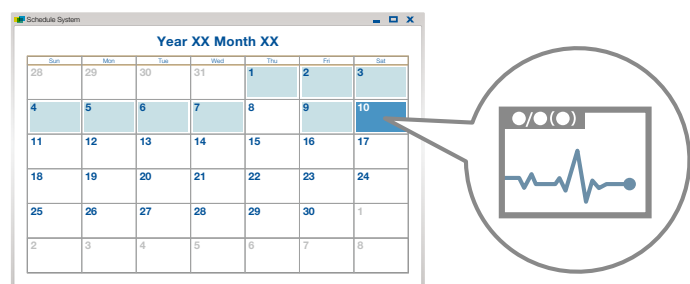 Schedule System
Year XX Month XX
Sun Mon Tue Wed Thu Fri Sat
28 29 30 31 1 2 3
4 5 6 7 8 9 10
11 12 13 14 15 16 17
18 19 20 21 22 23 24
25 26 27 28 29 30 1
2 3 4 5 6 7 8
●/●(●)